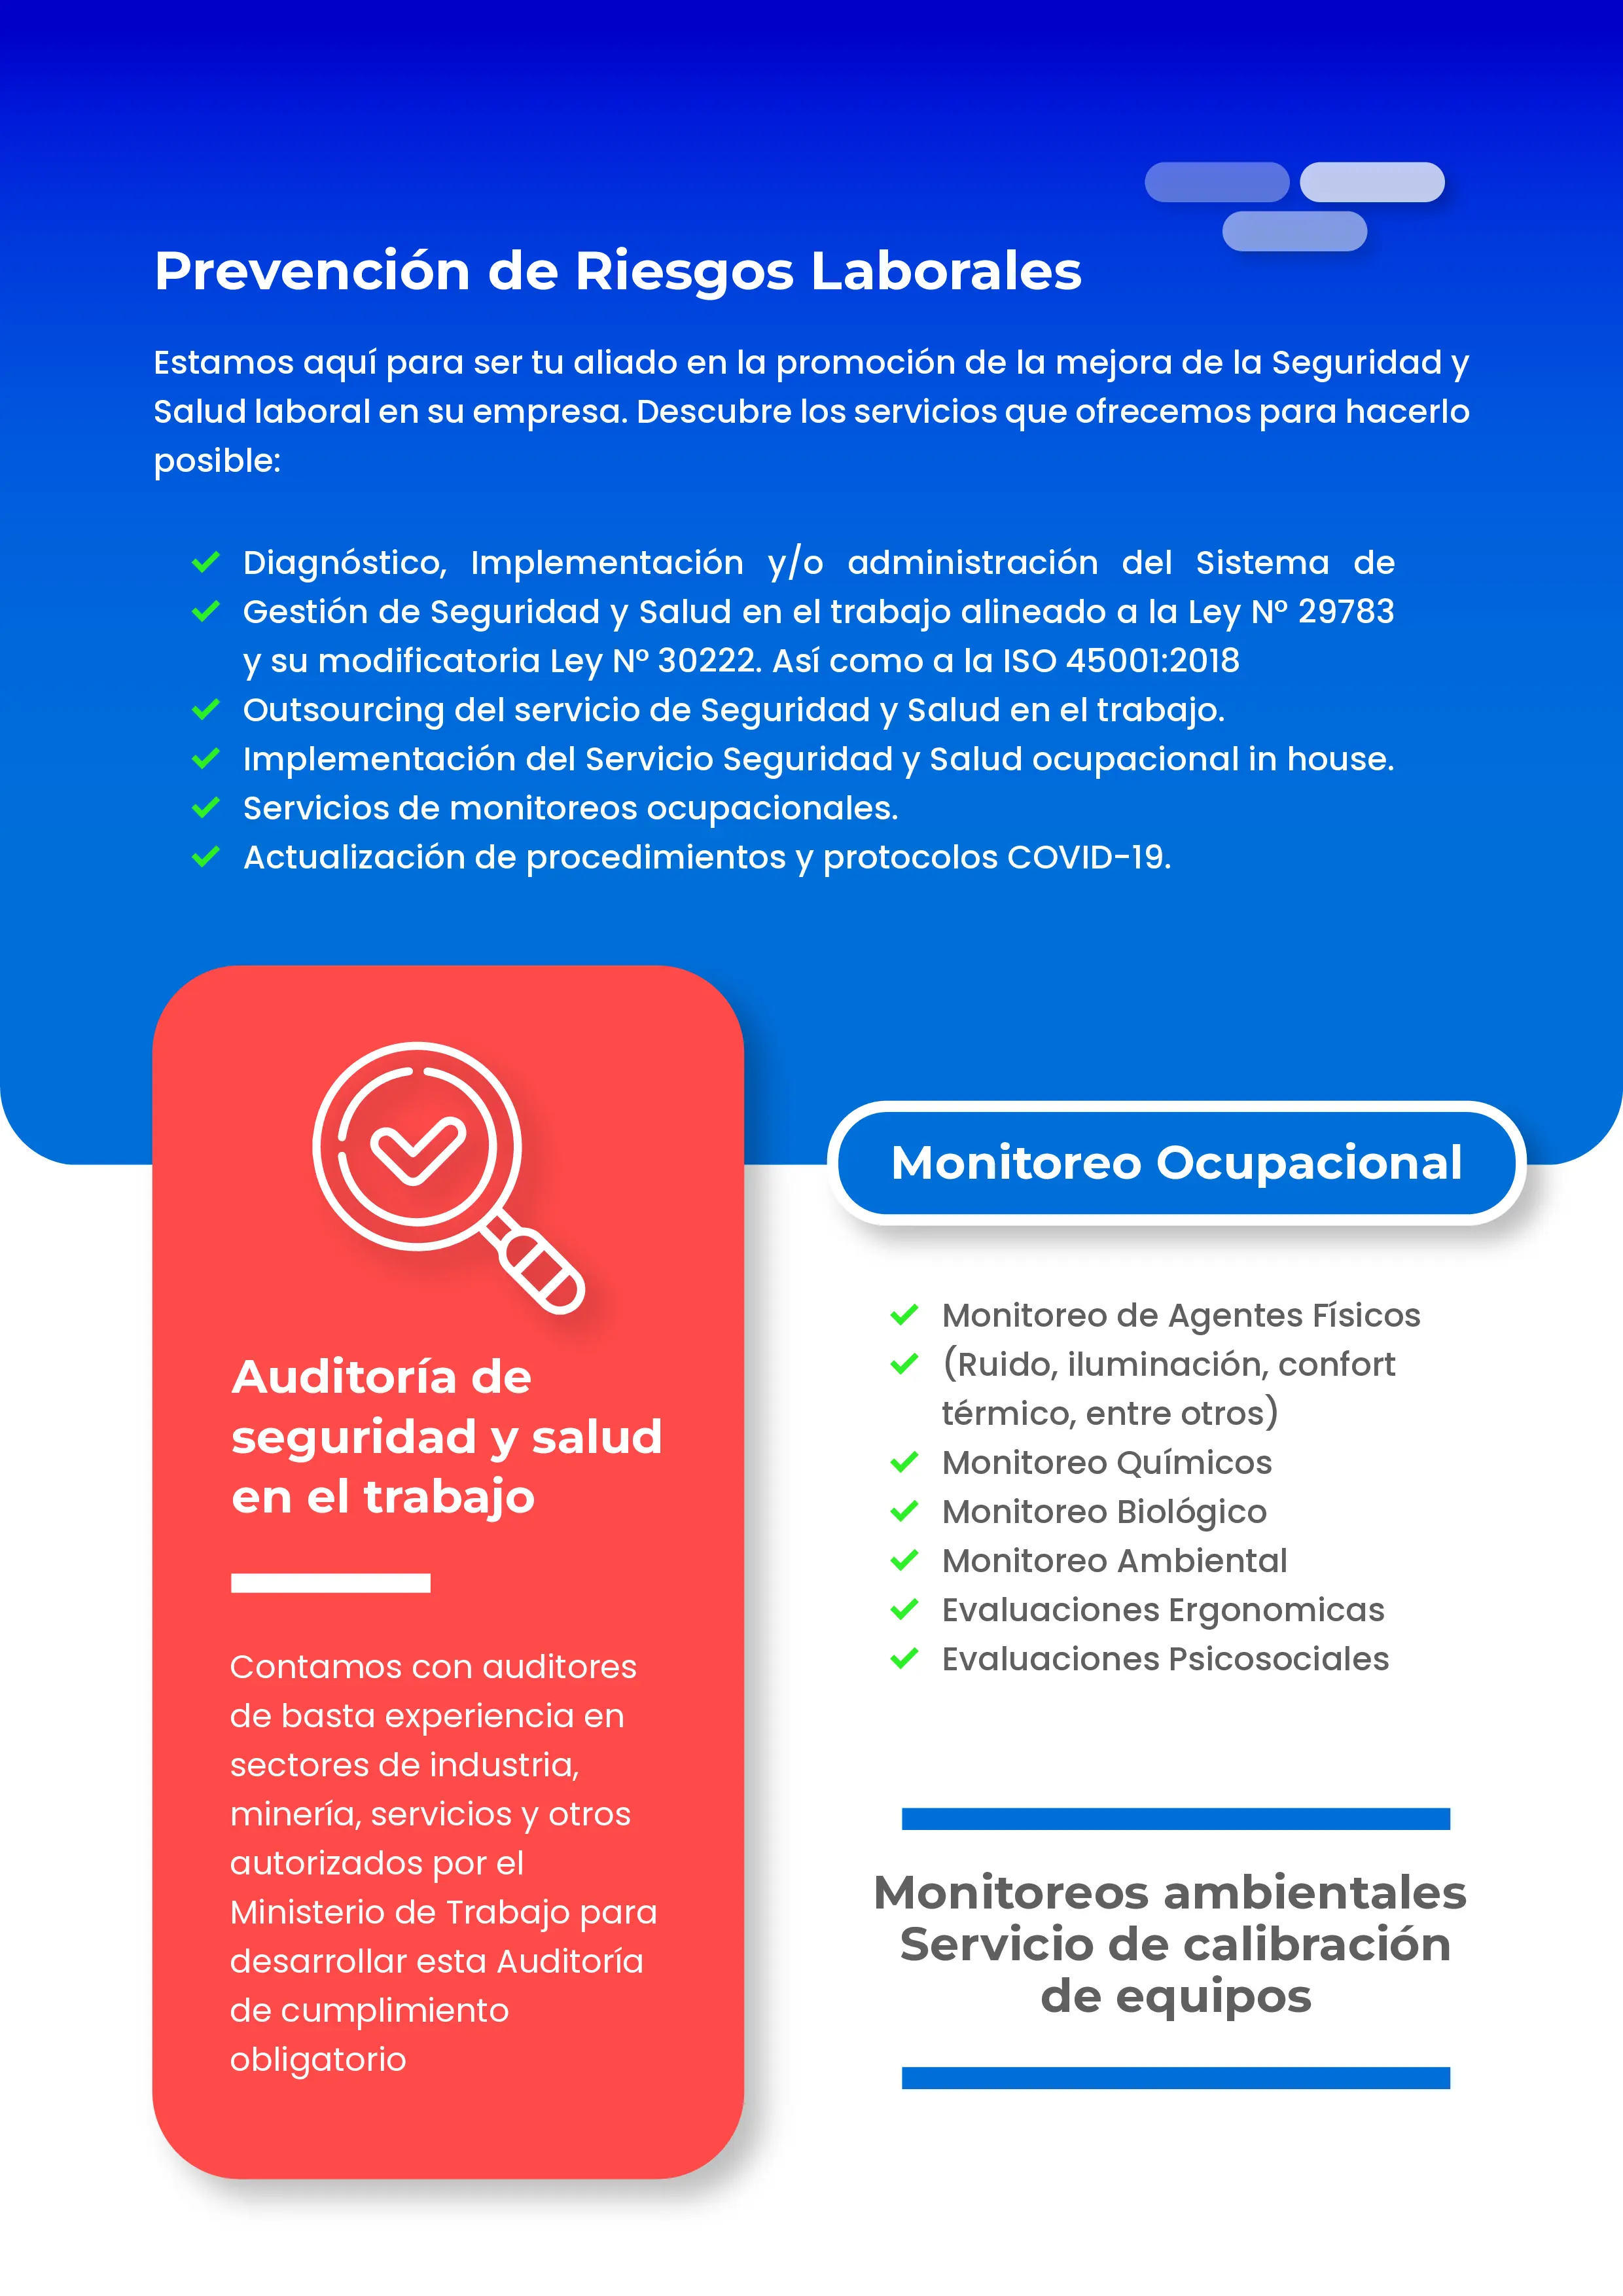 Prevención de Riesgos Laborales
Estamos aquí para ser tu aliado en la promoción de la mejora de la Seguridad y
Salud laboral en su empresa. Descubre los servicios que ofrecemos para hacerlo
posible:
Diagnóstico, Implementación y/o administración del Sistema de
Gestión de Seguridad y Salud en el trabajo alineado a la Ley Nº 29783
y su modificatoria Ley Nº 30222. Así como a la ISO 45001:2018
Outsourcing del servicio de Seguridad y Salud en el trabajo.
Implementación del Servicio Seguridad y Salud ocupacional in house.
Servicios de monitoreos ocupacionales.
Actualización de procedimientos y protocolos COVID-19.
Auditoría de
seguridad y salud
en el trabajo
Contamos con auditores
de basta experiencia en
sectores de industria,
minería, servicios y otros
autorizados por el
Ministerio de Trabajo para
desarrollar esta Auditoría
de cumplimiento
obligatorio
Monitoreo Ocupacional
Monitoreo de Agentes Físicos
(Ruido, iluminación, confort
térmico, entre otros)
Monitoreo Químicos
Monitoreo Biológico
Monitoreo Ambiental
Evaluaciones Ergonomicas
Evaluaciones Psicosociales
Monitoreos ambientales
Servicio de calibración
de equipos